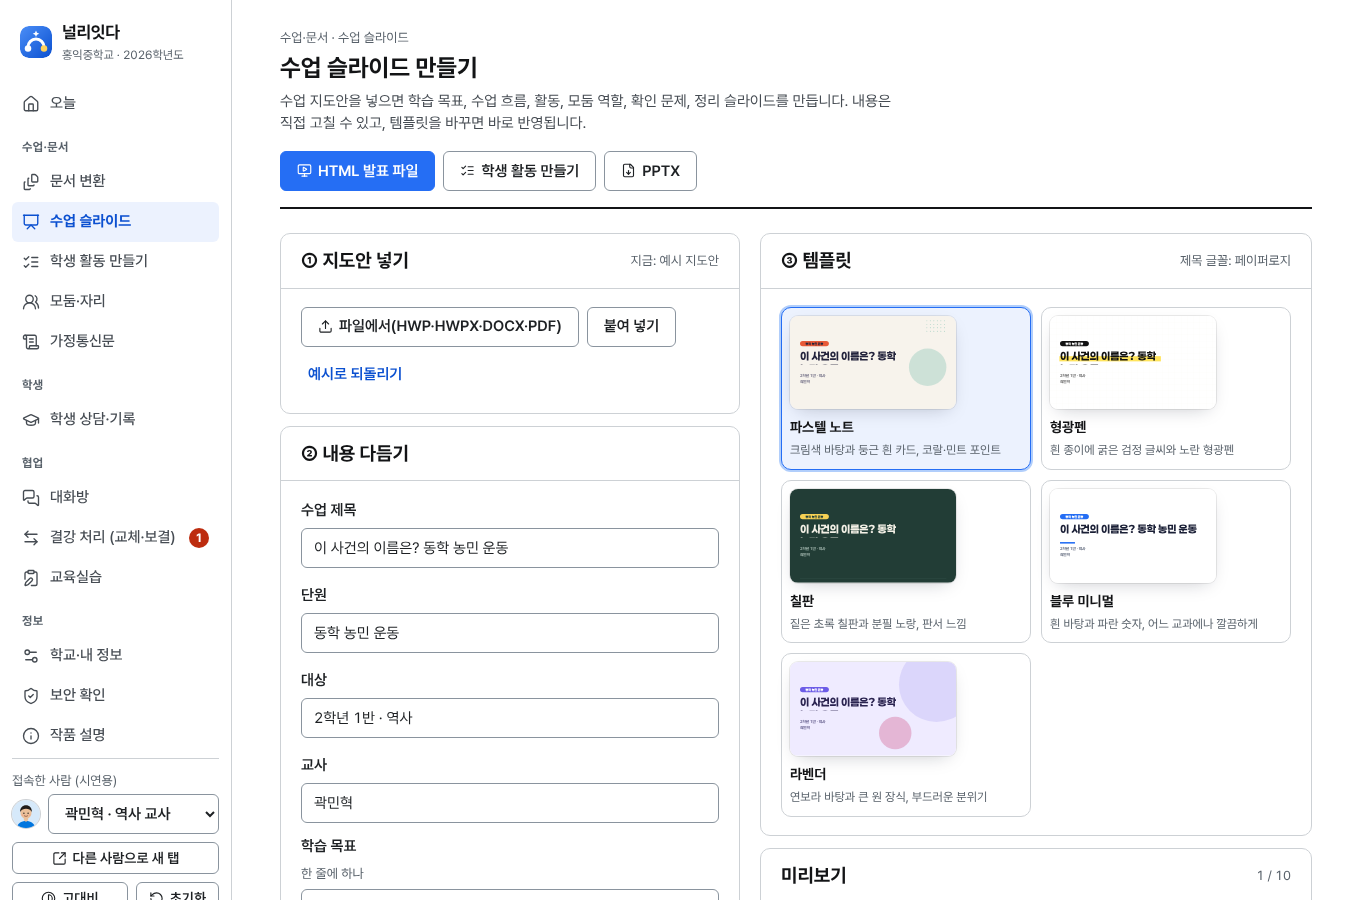 널리잇다
홍익중학교 · 2026학년도
오늘
수업·문서
문서 변환
수업 슬라이드
학생 활동 만들기
모둠·자리
가정통신문
학생
학생 상담·기록
협업
대화방
결강 처리 (교체·보결)
1
교육실습
정보
학교·내 정보
보안 확인
작품 설명
접속한 사람 (시연용)
곽민혁 · 역사 교사
다른 사람으로 새 탭
고대비
초기화
수업·문서 · 수업 슬라이드
수업 슬라이드 만들기
수업 지도안을 넣으면 학습 목표, 수업 흐름, 활동, 모둠 역할, 확인 문제, 정리 슬라이드를 만듭니다. 내용은
직접 고칠 수 있고, 템플릿을 바꾸면 바로 반영됩니다.
HTML 발표 파일
학생 활동 만들기
PPTX
① 지도안 넣기
지금: 예시 지도안
파일에서(HWP·HWPX·DOCX·PDF)
붙여 넣기
예시로 되돌리기
② 내용 다듬기
수업 제목
이 사건의 이름은? 동학 농민 운동
단원
동학 농민 운동
대상
2학년 1반 · 역사
교사
곽민혁
학습 목표
한 줄에 하나
③ 템플릿
제목 글꼴: 페이퍼로지
이 사건의 이름은? 동학
파스텔 노트
크림색 바탕과 둥근 흰 카드, 코랄·민트 포인트
이 사건의 이름은? 동학
형광펜
흰 종이에 굵은 검정 글씨와 노란 형광펜
이 사건의 이름은? 동학
칠판
짙은 초록 칠판과 분필 노랑, 판서 느낌
이 사건의 이름은? 동학 농민 운동
블루 미니멀
흰 바탕과 파란 숫자, 어느 교과에나 깔끔하게
이 사건의 이름은? 동학
라벤더
연보라 바탕과 큰 원 장식, 부드러운 분위기
미리보기
1 / 10